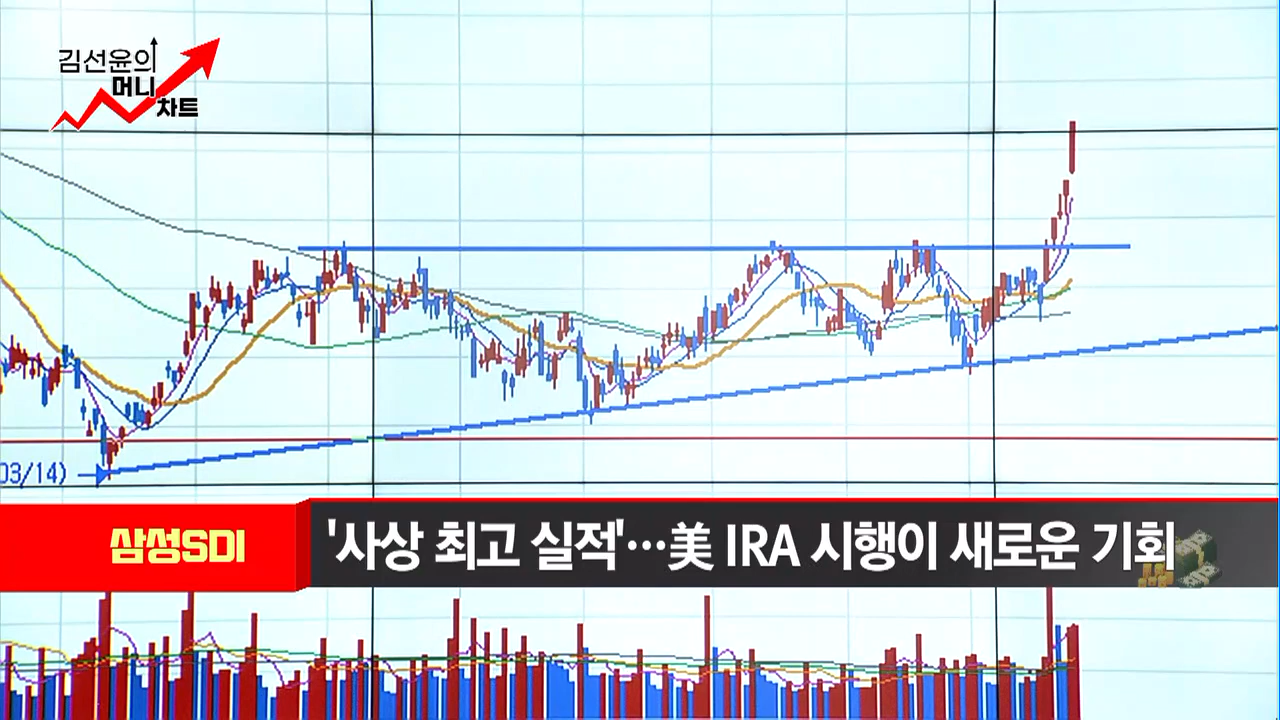 김선윤의
머니
차트
03/14)
삼성SDI
'사상 최고 실적'…美 IRA 시행이 새로운 기회